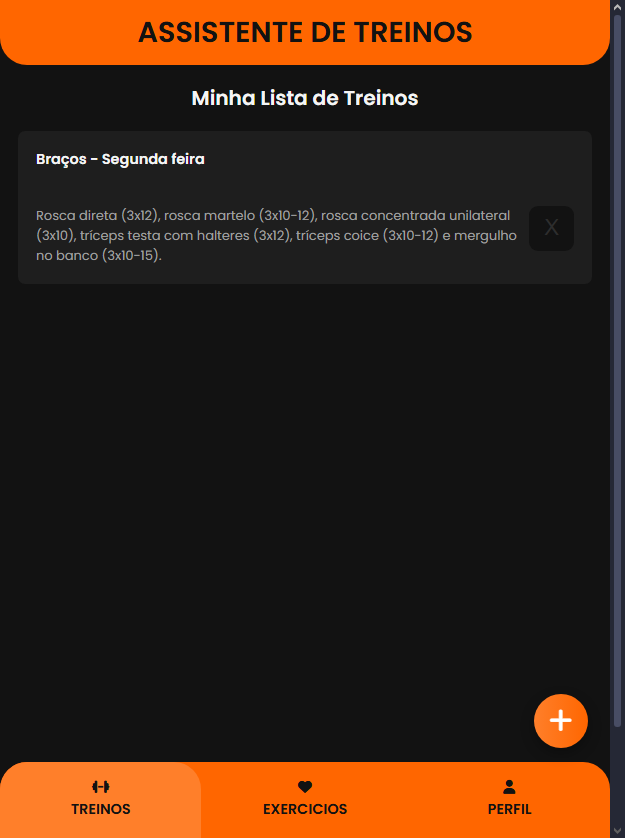 ASSISTENTE DE TREINOS
Minha Lista de Treinos
Braços - Segunda feira
Rosca direta (3x12), rosca martelo (3x10-12), rosca concentrada unilateral
(3x10), tríceps testa com halteres (3x12), tríceps coice (3x10-12) e mergulho
no banco (3x10-15).
X
TREINOS
EXERCICIOS
PERFIL